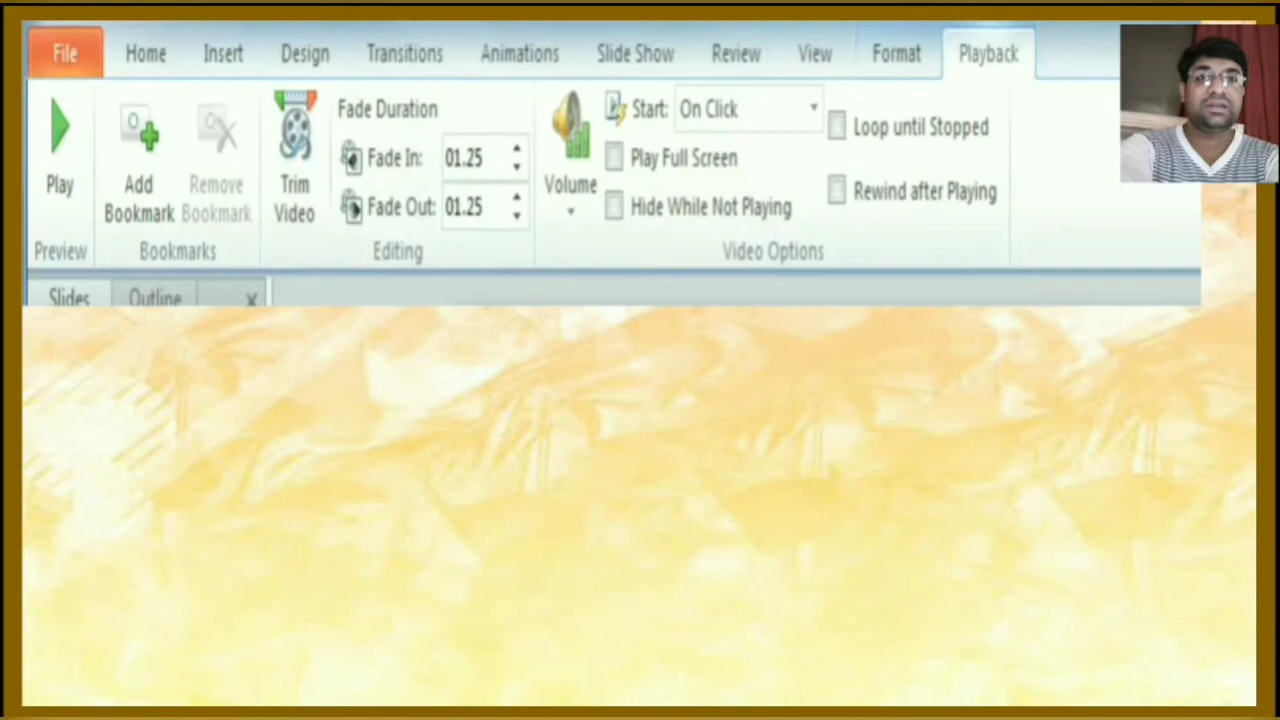 File Home Insert Design Transitions Animations Slide Show Review View Format Playback
Play
Preview
Add Bookmark
Remove Bookmark
Bookmarks
Trim Video
Fade Duration
Fade In: 01.25
Fade Out: 01.25
Editing
Volume
Start: On Click
Play Full Screen
Hide While Not Playing
Loop until Stopped
Rewind after Playing
Video Options
Slides Outline x